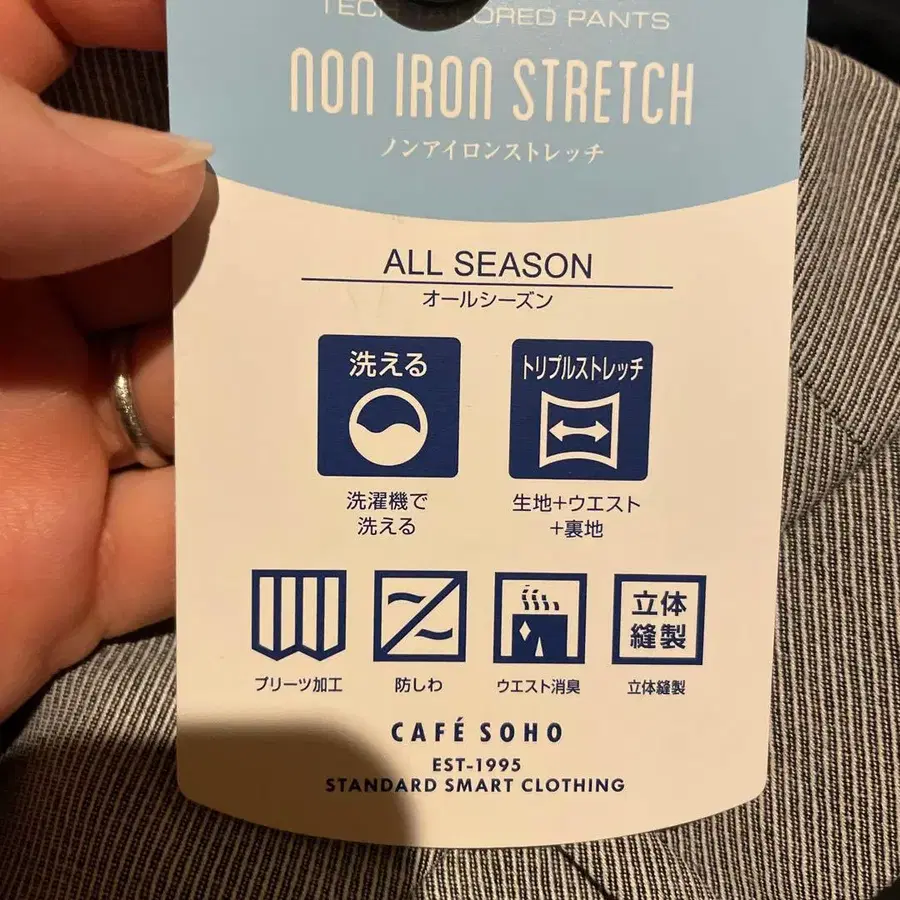 TECH TAILORED PANTS
NON IRON STRETCH
ノンアイロンストレッチ
ALL SEASON
オールシーズン
洗える
トリプルストレッチ
洗濯機で
洗える
生地+ウエスト
+裏地
プリーツ加工
防しわ
ウエスト消臭
立体
縫製
立体縫製
CAFÉ SOHO
EST-1995
STANDARD SMART CLOTHING